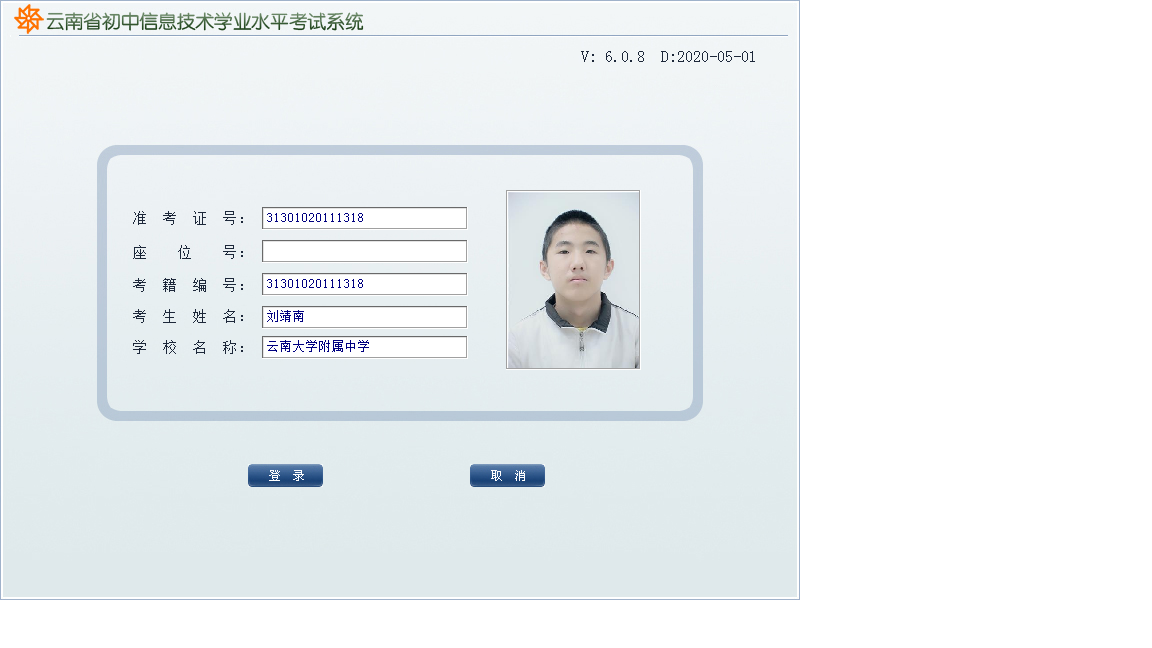 云南省初中信息技术学业水平考试系统
V: 6.0.8 D:2020-05-01
准考证号： 31301020111318
座位号：
考籍编号： 31301020111318
考生姓名： 刘靖南
学校名称： 云南大学附属中学
登录 取消